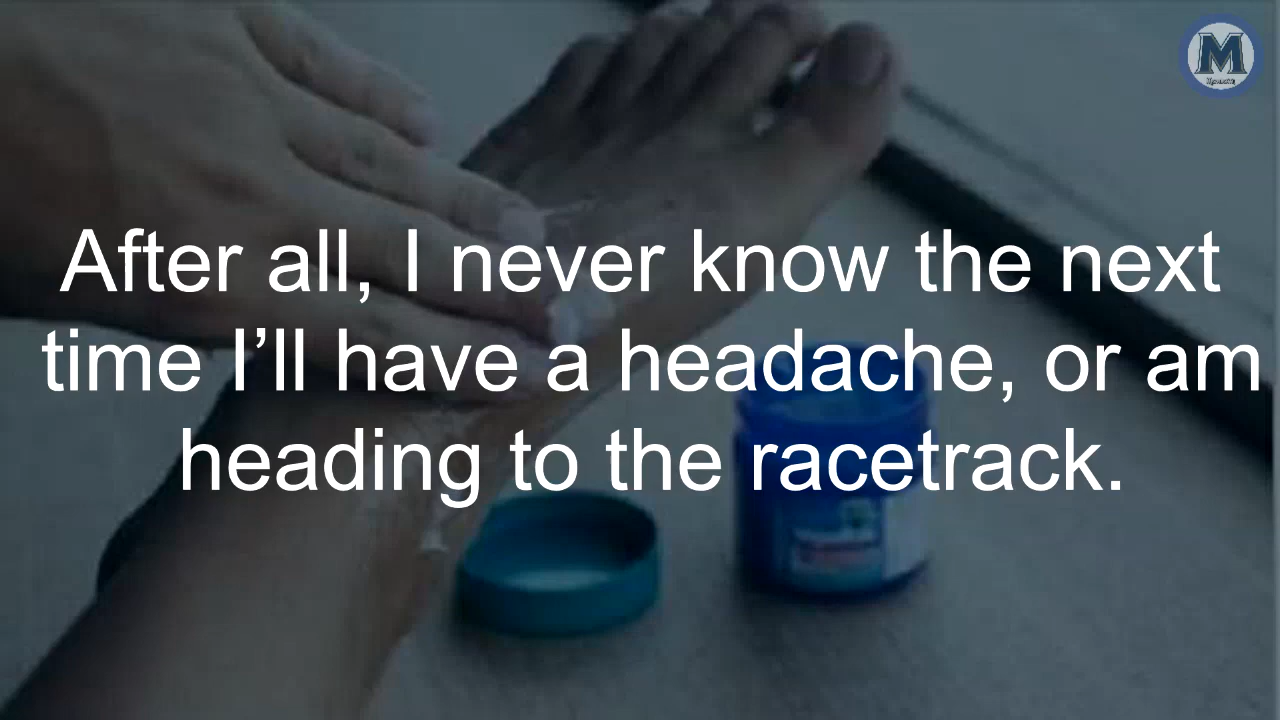 M
After all, I never know the next
time I’ll have a headache, or am
heading to the racetrack.